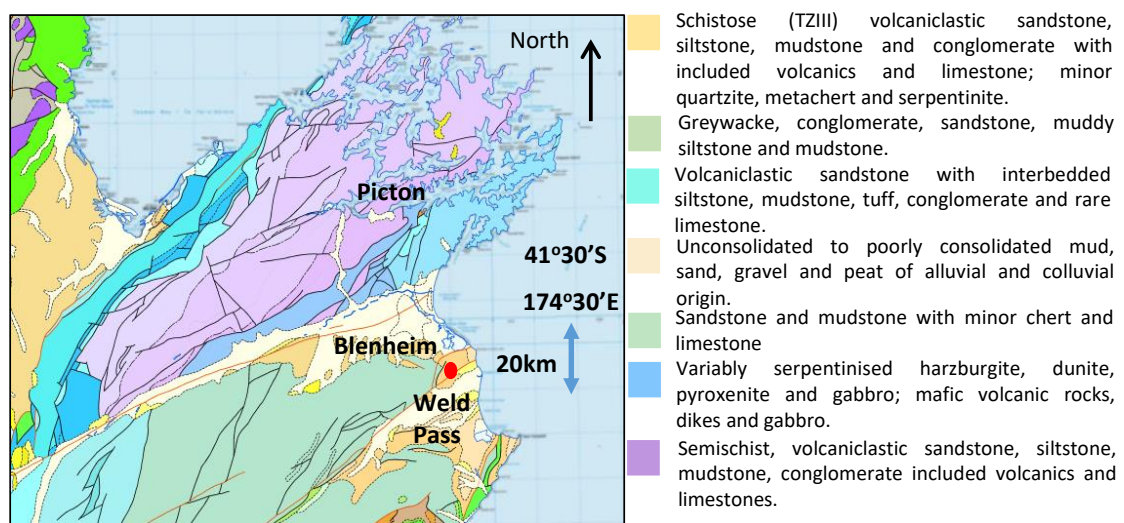 North
Picton
41º30'S
174º30'E
Blenheim
20km
Weld
Pass
Schistose (TZIII) volcaniclastic sandstone,
siltstone, mudstone and conglomerate with
included volcanics and limestone; minor
quartzite, metachert and serpentinite.
Greywacke, conglomerate, sandstone, muddy
siltstone and mudstone.
Volcaniclastic sandstone with interbedded
siltstone, mudstone, tuff, conglomerate and rare
limestone.
Unconsolidated to poorly consolidated mud,
sand, gravel and peat of alluvial and colluvial
origin.
Sandstone and mudstone with minor chert and
limestone
Variably serpentinised harzburgite, dunite,
pyroxenite and gabbro; mafic volcanic rocks,
dikes and gabbro.
Semischist, volcaniclastic sandstone, siltstone,
mudstone, conglomerate included volcanics and
limestones.